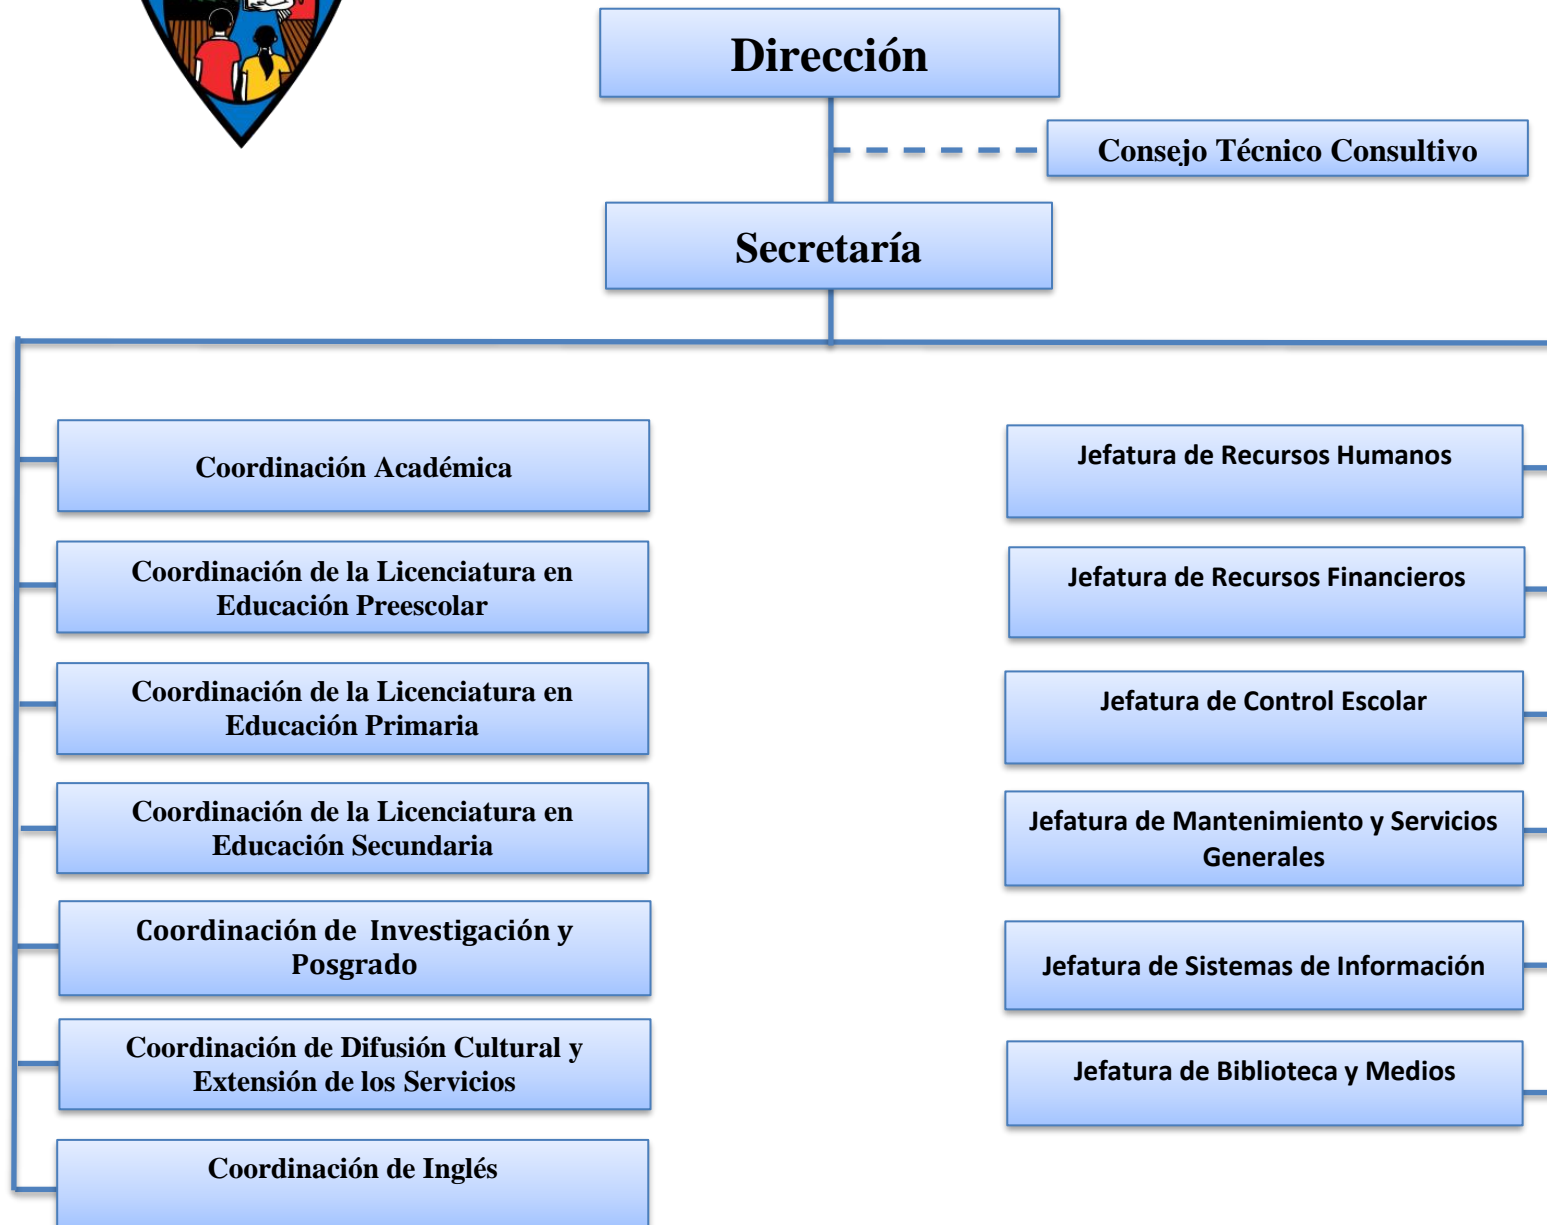 Dirección
Consejo Técnico Consultivo
Secretaría
Coordinación Académica
Coordinación de la Licenciatura en
Educación Preescolar
Coordinación de la Licenciatura en
Educación Primaria
Coordinación de la Licenciatura en
Educación Secundaria
Coordinación de  Investigación y
Posgrado
Coordinación de Difusión Cultural y
Extensión de los Servicios
Coordinación de Inglés
Jefatura de Recursos Humanos
Jefatura de Recursos Financieros
Jefatura de Control Escolar
Jefatura de Mantenimiento y Servicios
Generales
Jefatura de Sistemas de Información
Jefatura de Biblioteca y Medios